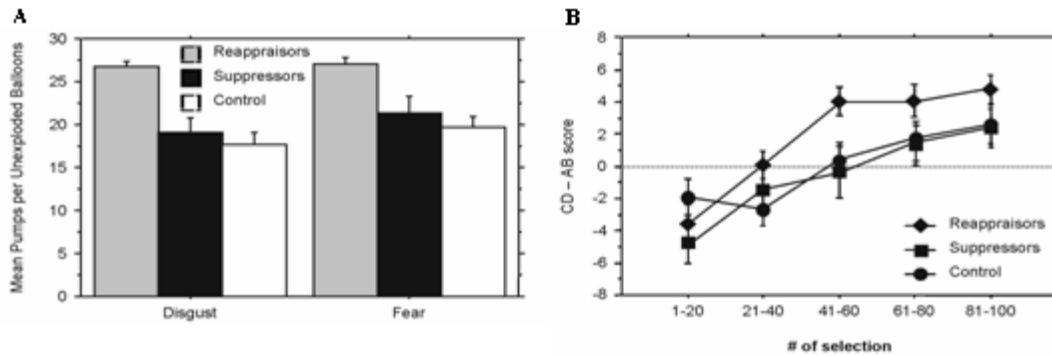 A
Mean Pumps per Unexploded Balloons
30
25
20
15
10
5
0
Reappraisors
Suppressors
Control
Disgust
Fear
B
CD – AB score
8
6
4
2
0
-2
-4
-6
-8
Reappraisors
Suppressors
Control
1-20
21-40
41-60
61-80
81-100
# of selection